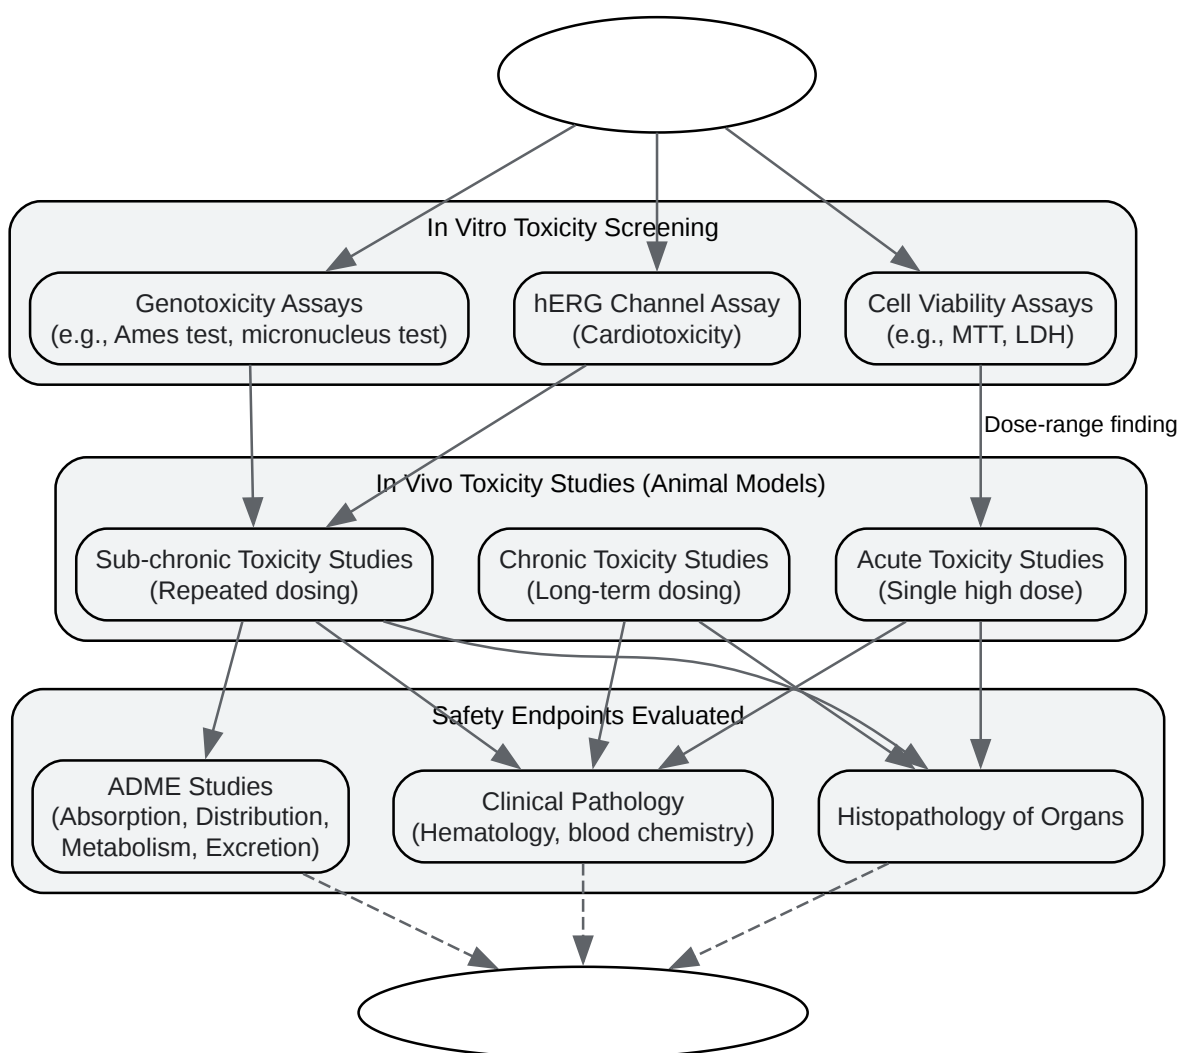 In Vitro Toxicity Screening
Genotoxicity Assays
(e.g., Ames test, micronucleus test)
hERG Channel Assay
(Cardiotoxicity)
Cell Viability Assays
(e.g., MTT, LDH)
Dose-range finding
In Vivo Toxicity Studies (Animal Models)
Sub-chronic Toxicity Studies
(Repeated dosing)
Chronic Toxicity Studies
(Long-term dosing)
Acute Toxicity Studies
(Single high dose)
Safety Endpoints Evaluated
ADME Studies
(Absorption, Distribution,
Metabolism, Excretion)
Clinical Pathology
(Hematology, blood chemistry)
Histopathology of Organs